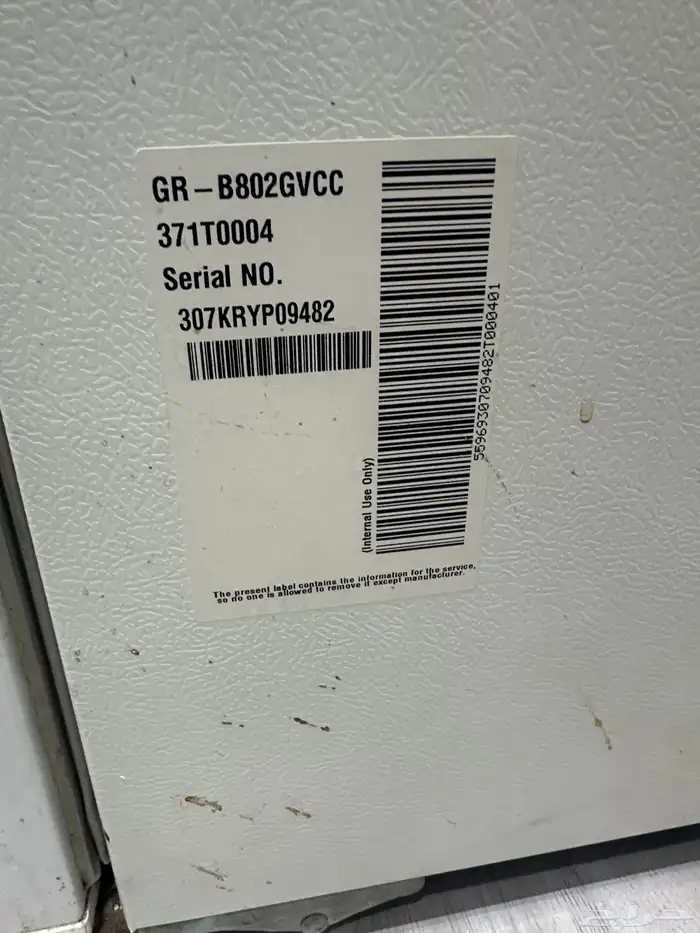 GR-B802GVCC
371T0004
Serial NO.
307KRYP09482
5596930709482T000401
(Internal Use Only)
The present label contains the information for the service,
so no one is allowed to remove it except manufacturer.
حراج